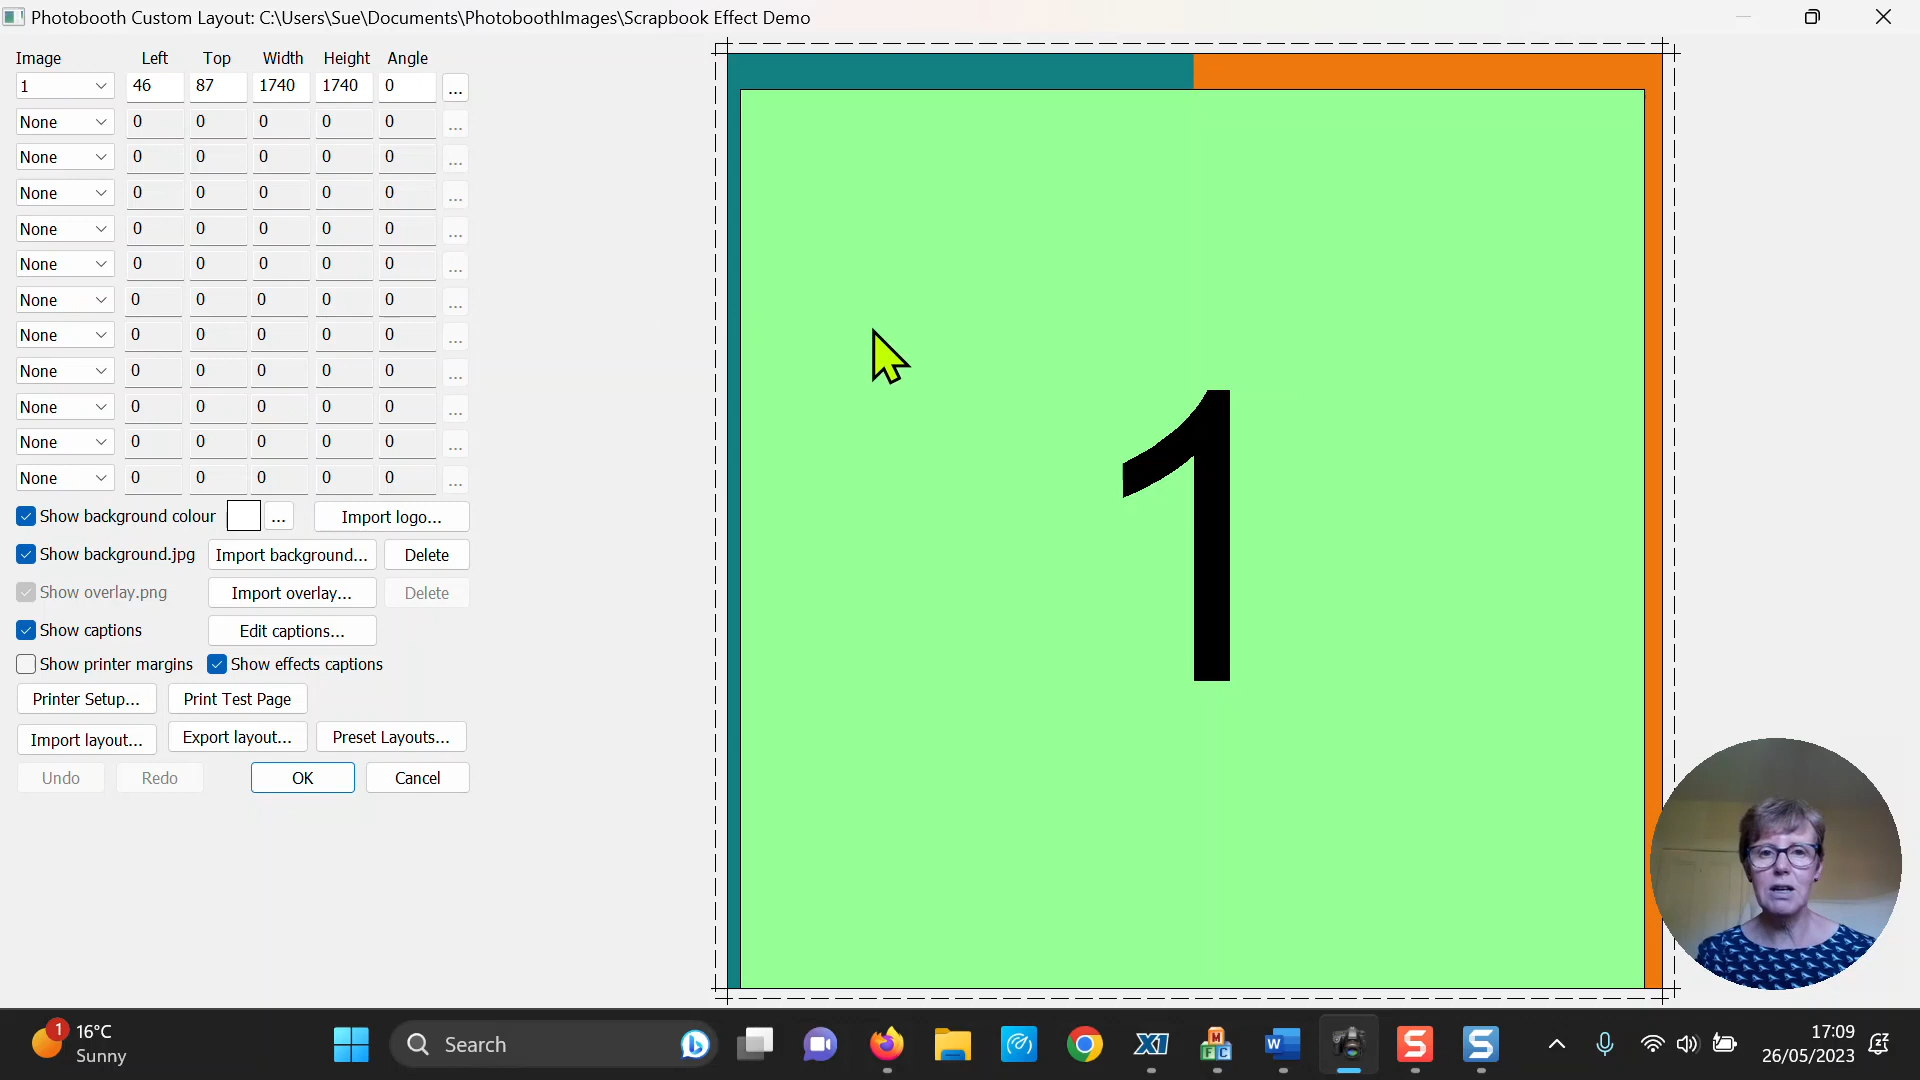 Photobooth Custom Layout: C:\Users\Sue\Documents\PhotoboothImages\Scrapbook Effect Demo
Image Left Top Width Height Angle
1 46 87 1740 1740 0 ...
None 0 0 0 0 0 ...
None 0 0 0 0 0 ...
None 0 0 0 0 0 ...
None 0 0 0 0 0 ...
None 0 0 0 0 0 ...
None 0 0 0 0 0 ...
None 0 0 0 0 0 ...
None 0 0 0 0 0 ...
None 0 0 0 0 0 ...
None 0 0 0 0 0 ...
None 0 0 0 0 0 ...
Show background colour ... Import logo...
Show background.jpg Import background... Delete
Show overlay.png Import overlay... Delete
Show captions Edit captions...
Show printer margins Show effects captions
Printer Setup... Print Test Page
Import layout... Export layout... Preset Layouts...
Undo Redo OK Cancel
1
1 16°C
Sunny
Search
X1
M
F C
W
S
S
17:09
26/05/2023